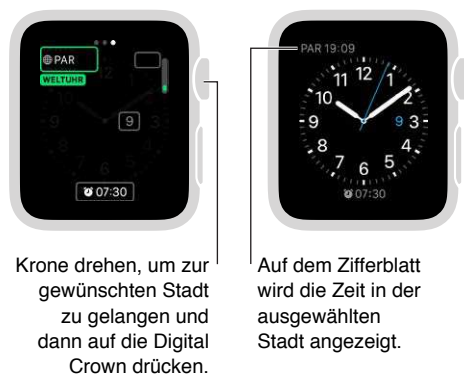 PAR
WELTUHR
9
07:30
PAR 19:09
12
11 1
10 2
9 9 3
8 4
7 5
6
07:30
Krone drehen, um zur
gewünschten Stadt
zu gelangen und
dann auf die Digital
Crown drücken.
Auf dem Zifferblatt
wird die Zeit in der
ausgewählten
Stadt angezeigt.